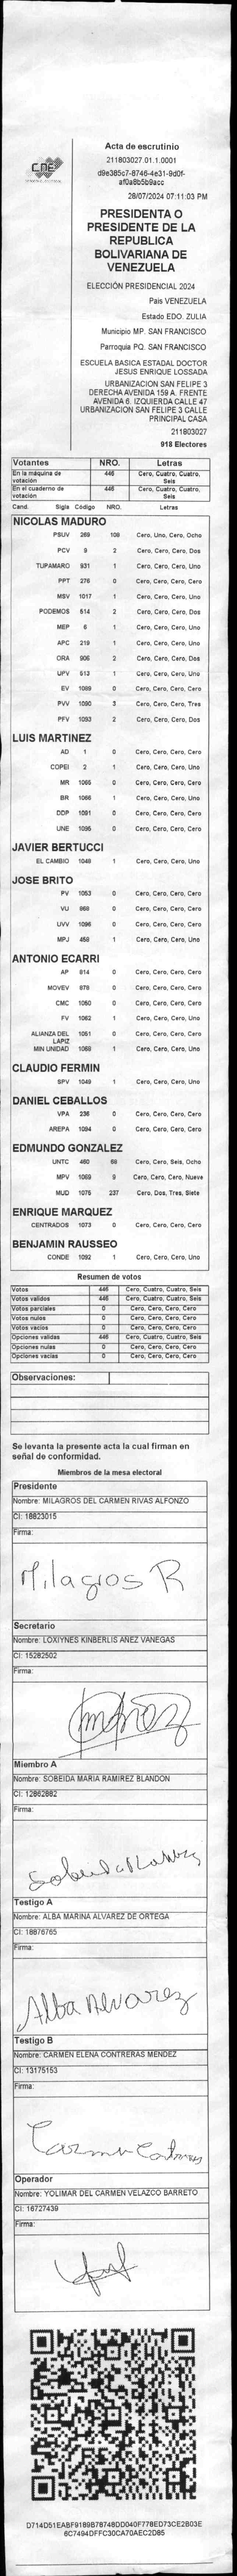 CNE
Acta de escrutinio
211803027.01.1.0001
d9e385c7-8746-4e31-9d0f-
af0a8b5b9acc
28/07/2024 07:11:03 PM
PRESIDENTA O
PRESIDENTE DE LA
REPUBLICA
BOLIVARIANA DE
VENEZUELA
ELECCIÓN PRESIDENCIAL 2024
Pais VENEZUELA
Estado EDO. ZULIA
Municipio MP. SAN FRANCISCO
Parroquia PQ. SAN FRANCISCO
ESCUELA BASICA ESTADAL DOCTOR
JESUS ENRIQUE LOSSADA
URBANIZACION SAN FELIPE 3
DERECHA AVENIDA 159 A. FRENTE
AVENIDA 6. IZQUIERDA CALLE 47
URBANIZACION SAN FELIPE 3 CALLE
PRINCIPAL CASA
211803027
918 Electores
Votantes NRO. Letras
En la máquina de votación 446 Cero, Cuatro, Cuatro, Seis
En el cuaderno de votación 446 Cero, Cuatro, Cuatro, Seis
Cand. Sigla Código NRO. Letras
NICOLAS MADURO
PSUV 269 108 Cero, Uno, Cero, Ocho
PCV 9 2 Cero, Cero, Cero, Dos
TUPAMARO 931 1 Cero, Cero, Cero, Uno
PPT 276 0 Cero, Cero, Cero, Cero
MSV 1017 1 Cero, Cero, Cero, Uno
PODEMOS 514 2 Cero, Cero, Cero, Dos
MEP 6 1 Cero, Cero, Cero, Uno
APC 219 1 Cero, Cero, Cero, Uno
ORA 906 2 Cero, Cero, Cero, Dos
UPV 513 1 Cero, Cero, Cero, Uno
EV 1089 0 Cero, Cero, Cero, Cero
PVV 1090 3 Cero, Cero, Cero, Tres
PFV 1093 2 Cero, Cero, Cero, Dos
LUIS MARTINEZ
AD 1 0 Cero, Cero, Cero, Cero
COPEI 2 1 Cero, Cero, Cero, Uno
MR 1065 0 Cero, Cero, Cero, Cero
BR 1066 1 Cero, Cero, Cero, Uno
DDP 1091 0 Cero, Cero, Cero, Cero
UNE 1095 0 Cero, Cero, Cero, Cero
JAVIER BERTUCCI
EL CAMBIO 1048 1 Cero, Cero, Cero, Uno
JOSE BRITO
PV 1053 0 Cero, Cero, Cero, Cero
VU 868 0 Cero, Cero, Cero, Cero
UVV 1096 0 Cero, Cero, Cero, Cero
MPJ 458 1 Cero, Cero, Cero, Uno
ANTONIO ECARRI
AP 814 0 Cero, Cero, Cero, Cero
MOVEV 879 0 Cero, Cero, Cero, Cero
CMC 1050 0 Cero, Cero, Cero, Cero
FV 1062 1 Cero, Cero, Cero, Uno
ALIANZA DEL LAPIZ 1051 0 Cero, Cero, Cero, Cero
MIN UNIDAD 1069 1 Cero, Cero, Cero, Uno
CLAUDIO FERMIN
SPV 1049 1 Cero, Cero, Cero, Uno
DANIEL CEBALLOS
VPA 236 0 Cero, Cero, Cero, Cero
AREPA 1094 0 Cero, Cero, Cero, Cero
EDMUNDO GONZALEZ
UNTC 460 68 Cero, Cero, Seis, Ocho
MPV 1059 9 Cero, Cero, Cero, Nueve
MUD 1075 237 Cero, Dos, Tres, Siete
ENRIQUE MARQUEZ
CENTRADOS 1073 0 Cero, Cero, Cero, Cero
BENJAMIN RAUSSEO
CONDE 1092 1 Cero, Cero, Cero, Uno
Resumen de votos
Votos 446 Cero, Cuatro, Cuatro, Seis
Votos validos 446 Cero, Cuatro, Cuatro, Seis
Votos parciales 0 Cero, Cero, Cero, Cero
Votos nulos 0 Cero, Cero, Cero, Cero
Votos vacios 0 Cero, Cero, Cero, Cero
Opciones validas 446 Cero, Cuatro, Cuatro, Seis
Opciones nulas 0 Cero, Cero, Cero, Cero
Opciones vacias 0 Cero, Cero, Cero, Cero
Observaciones:
Se levanta la presente acta la cual firman en
señal de conformidad.
Miembros de la mesa electoral
Presidente
Nombre: MILAGROS DEL CARMEN RIVAS ALFONZO
CI: 18823015
Firma:
Milagros R
Secretario
Nombre: LOXIYNES KINBERLIS AÑEZ VANEGAS
CI: 15282502
Firma:
Miembro A
Nombre: SOBEIDA MARIA RAMIREZ BLANDON
CI: 12862882
Firma:
Sobeida
Testigo A
Nombre: ALBA MARINA ALVAREZ DE ORTEGA
CI: 18876765
Firma:
Alba Alvarez
Testigo B
Nombre: CARMEN ELENA CONTRERAS MENDEZ
CI: 13175153
Firma:
Carmen Contreras
Operador
Nombre: YOLIMAR DEL CARMEN VELAZCO BARRETO
CI: 16727439
Firma:
D714D51EABF9189B78748DD040F778ED73CE2B03E
6C7494DFFC30CA70AEC2D85